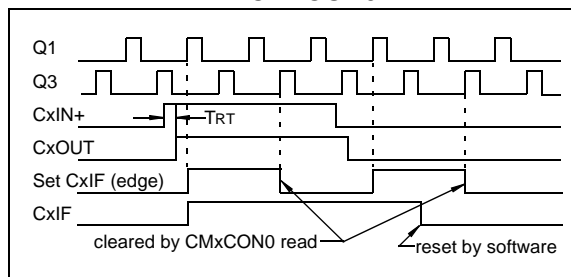 Q1
Q3
CxIN+
TRT
CxOUT
Set CxIF (edge)
CxIF
cleared by CMxCON0 read
reset by software